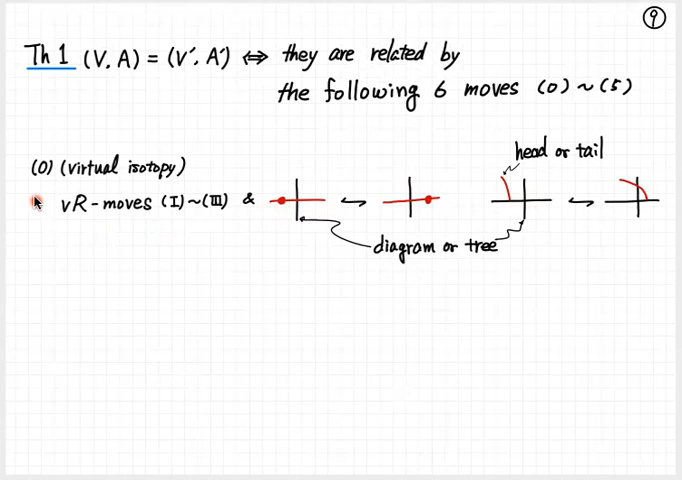 ⑨
Th 1 (V, A) = (V', A') ⇔ they are related by
the following 6 moves (0) ~ (5)
head or tail
(0) (virtual isotopy)
vR-moves (I)~(III) &
diagram or tree